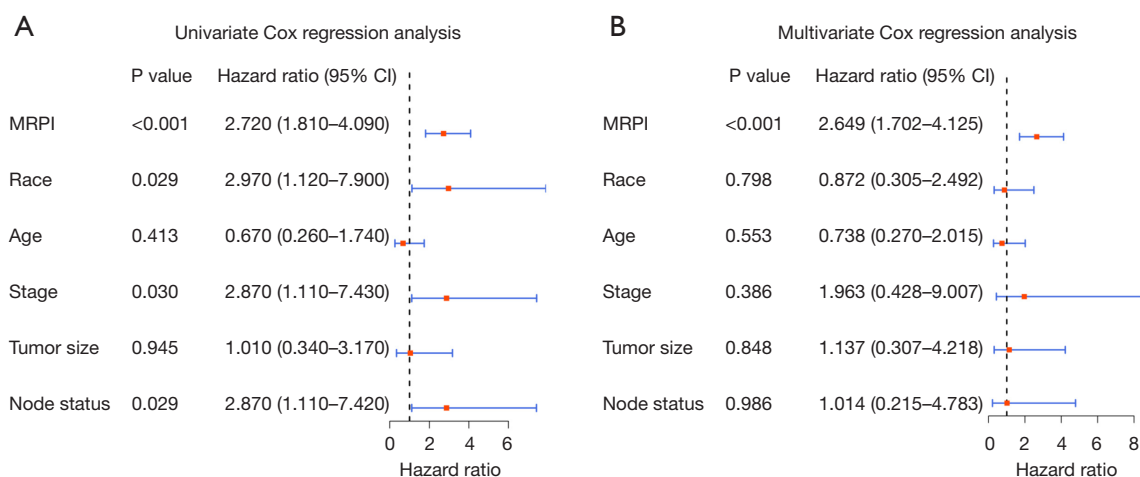 A
Univariate Cox regression analysis
P value Hazard ratio (95% CI)
MRPI <0.001 2.720 (1.810–4.090)
Race 0.029 2.970 (1.120–7.900)
Age 0.413 0.670 (0.260–1.740)
Stage 0.030 2.870 (1.110–7.430)
Tumor size 0.945 1.010 (0.340–3.170)
Node status 0.029 2.870 (1.110–7.420)
0 2 4 6
Hazard ratio
B
Multivariate Cox regression analysis
P value Hazard ratio (95% CI)
MRPI <0.001 2.649 (1.702–4.125)
Race 0.798 0.872 (0.305–2.492)
Age 0.553 0.738 (0.270–2.015)
Stage 0.386 1.963 (0.428–9.007)
Tumor size 0.848 1.137 (0.307–4.218)
Node status 0.986 1.014 (0.215–4.783)
0 2 4 6 8
Hazard ratio